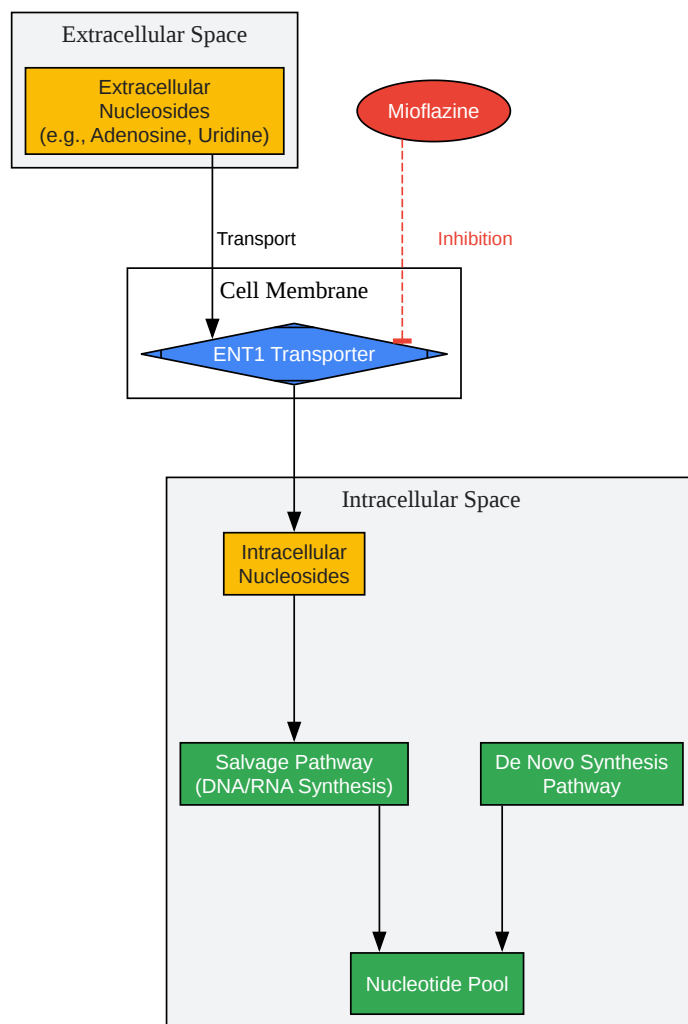 Extracellular Space
Extracellular
Nucleosides
(e.g., Adenosine, Uridine)
Mioflazine
Transport
Inhibition
Cell Membrane
ENT1 Transporter
Intracellular Space
Intracellular
Nucleosides
Salvage Pathway
(DNA/RNA Synthesis)
De Novo Synthesis
Pathway
Nucleotide Pool